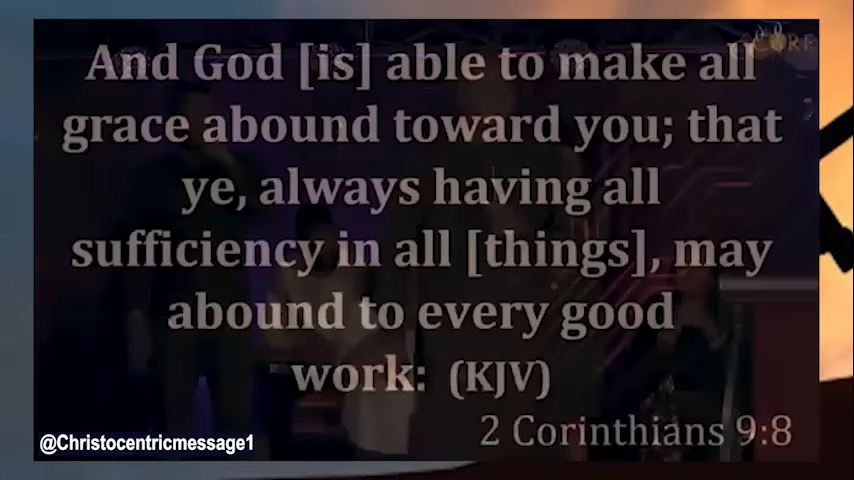 And God [is] able to make all
grace abound toward you; that
ye, always having all
sufficiency in all [things], may
abound to every good
work: (KJV)
2 Corinthians 9:8
@Christocentricmessage1